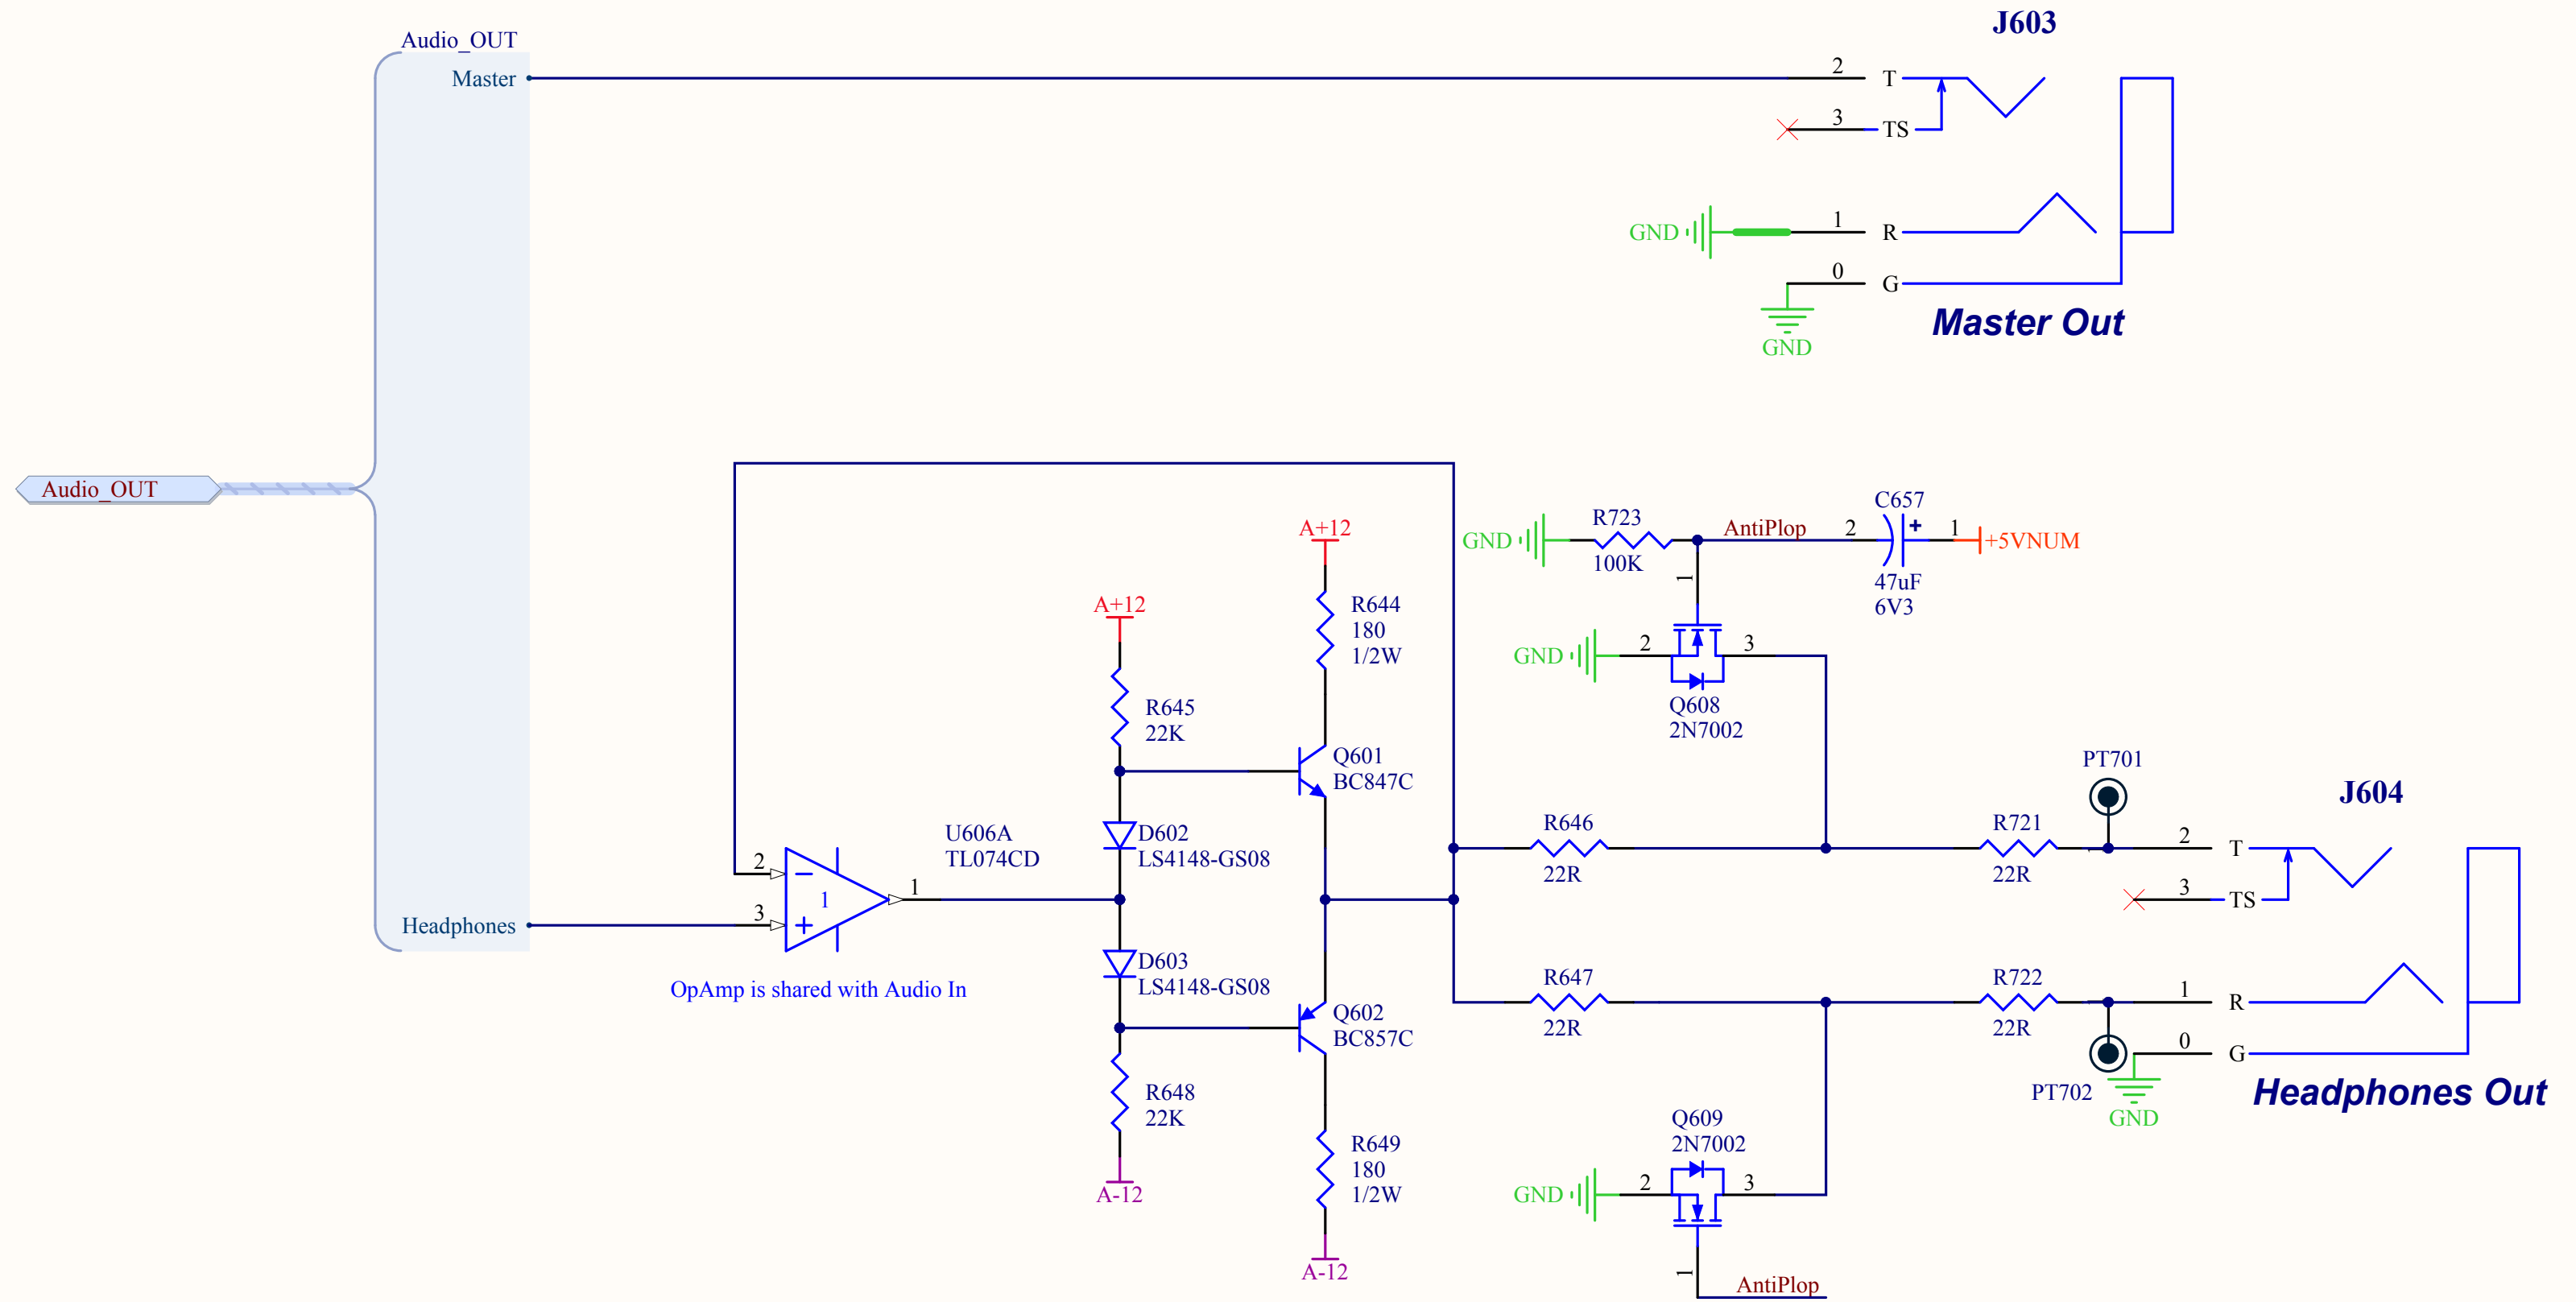 J603
Audio_OUT
Master
2
T
3
TS
GND
1
R
0
G
GND
Master Out
Audio_OUT
A+12
R644
180
1/2W
A+12
R645
22K
Q601
BC847C
R723
100K
AntiPlop
2
C657
+
1
+5VNUM
47uF
6V3
GND
1
GND
2
3
Q608
2N7002
U606A
TL074CD
2
3
1
1
Headphones
OpAmp is shared with Audio In
D602
LS4148-GS08
D603
LS4148-GS08
Q602
BC857C
R648
22K
A-12
R649
180
1/2W
A-12
R646
22R
R647
22R
R721
22R
R722
22R
PT701
1
J604
2
T
3
TS
1
R
0
G
PT702
GND
Headphones Out
Q609
2N7002
GND
2
3
1
AntiPlop